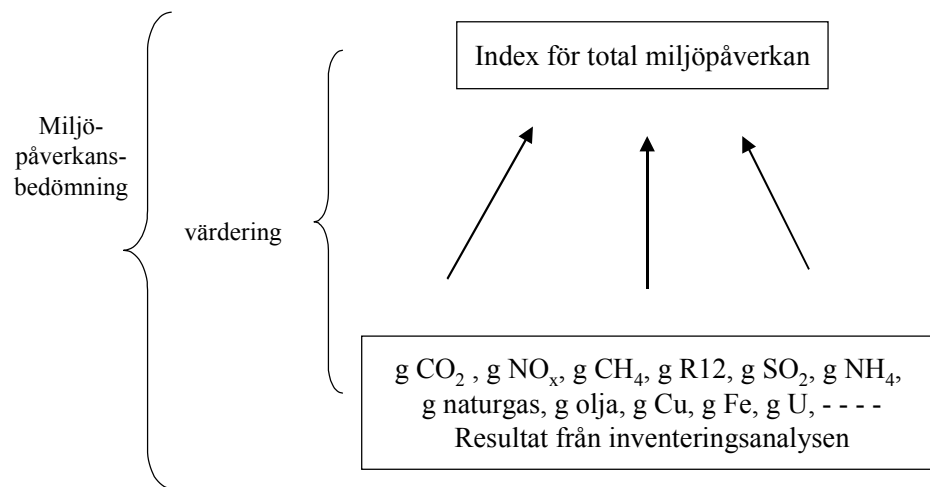 Index för total miljöpåverkan
Miljö-
påverkans-
bedömning
värdering
g CO₂ , g NOₓ, g CH₄, g R12, g SO₂, g NH₄,
g naturgas, g olja, g Cu, g Fe, g U, - - - -
Resultat från inventeringsanalysen